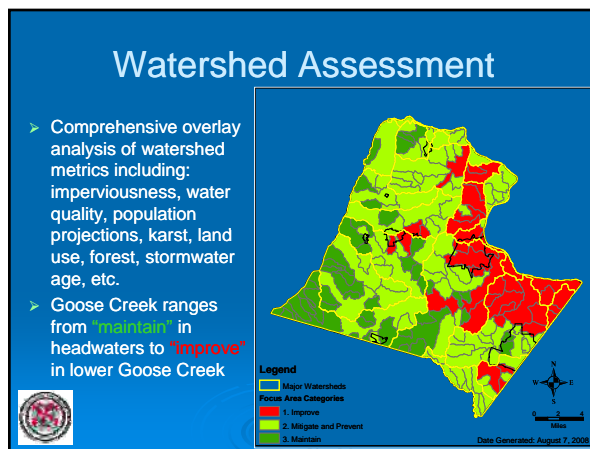 Watershed Assessment
➢ Comprehensive overlay
analysis of watershed
metrics including:
imperviousness, water
quality, population
projections, karst, land
use, forest, stormwater
age, etc.
➢ Goose Creek ranges
from "maintain" in
headwaters to "improve"
in lower Goose Creek
Legend
Major Watersheds
Focus Area Categories
1. Improve
2. Mitigate and Prevent
3. Maintain
N
W E
S
0 2 4
Miles
Date Generated: August 7, 2008